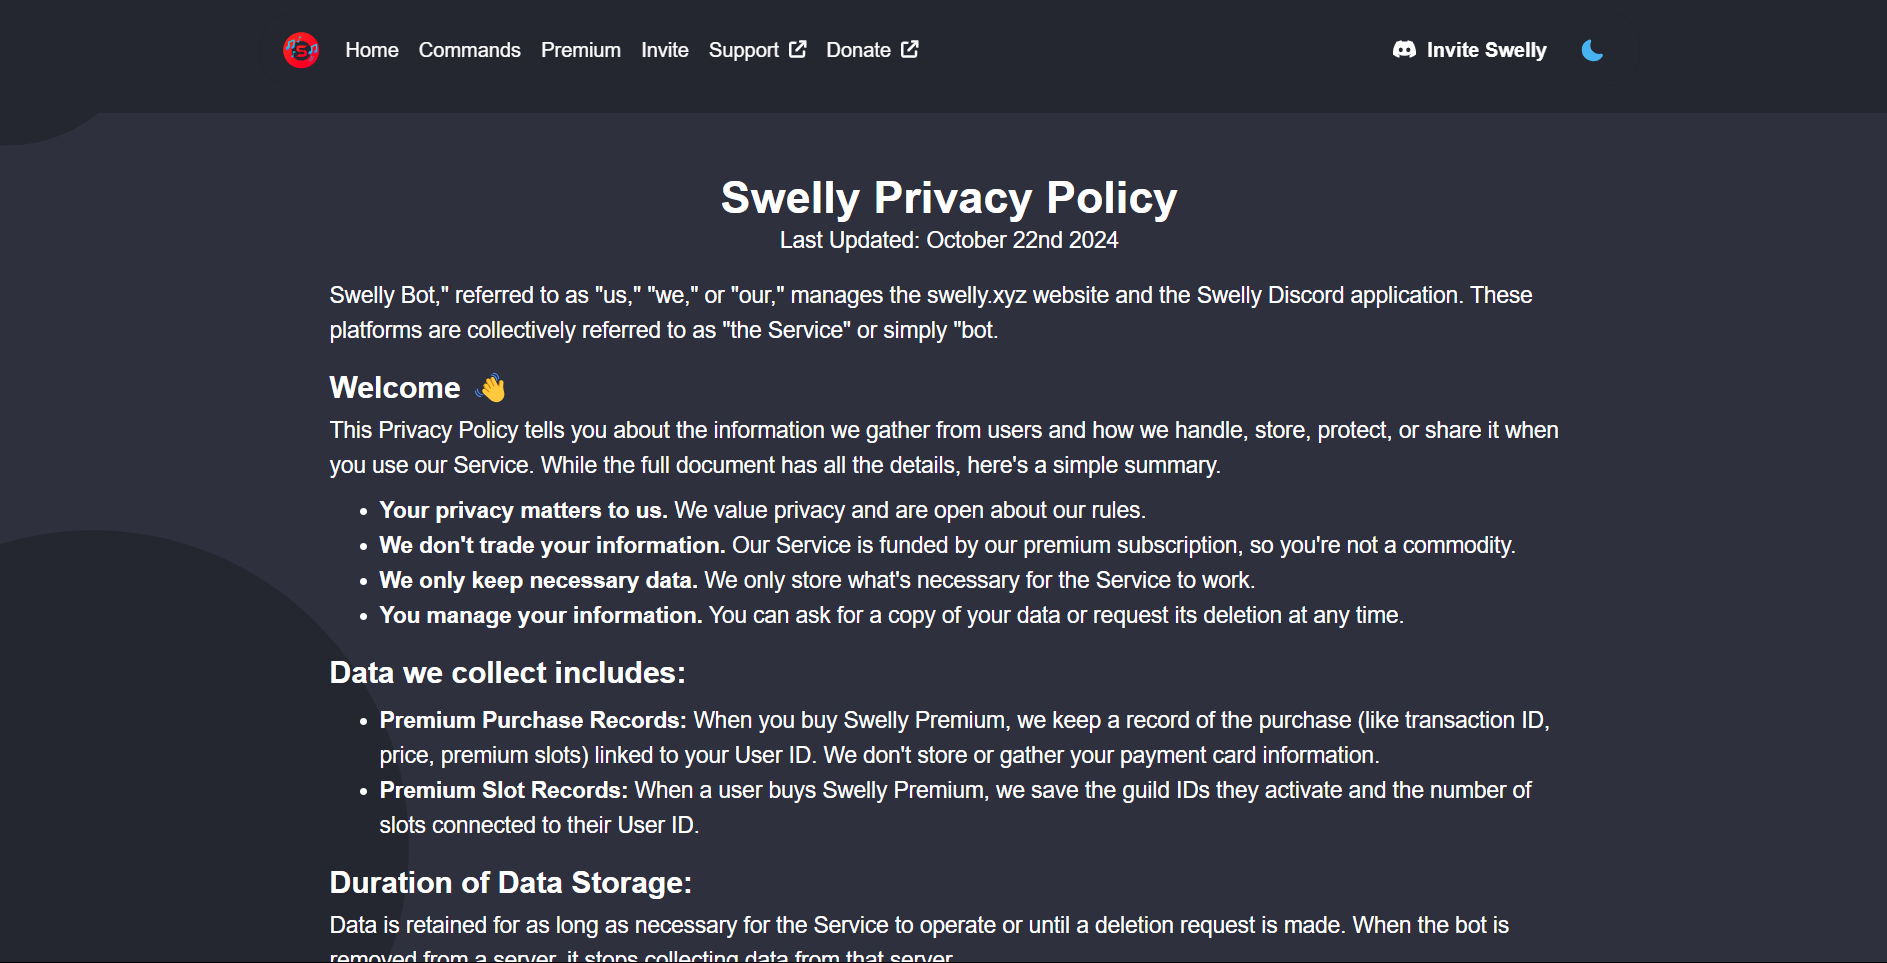 Home Commands Premium Invite Support Donate Invite Swelly
Swelly Privacy Policy
Last Updated: October 22nd 2024
Swelly Bot," referred to as "us," "we," or "our," manages the swelly.xyz website and the Swelly Discord application. These
platforms are collectively referred to as "the Service" or simply "bot.
Welcome 👋
This Privacy Policy tells you about the information we gather from users and how we handle, store, protect, or share it when
you use our Service. While the full document has all the details, here's a simple summary.
• Your privacy matters to us. We value privacy and are open about our rules.
• We don't trade your information. Our Service is funded by our premium subscription, so you're not a commodity.
• We only keep necessary data. We only store what's necessary for the Service to work.
• You manage your information. You can ask for a copy of your data or request its deletion at any time.
Data we collect includes:
• Premium Purchase Records: When you buy Swelly Premium, we keep a record of the purchase (like transaction ID,
price, premium slots) linked to your User ID. We don't store or gather your payment card information.
• Premium Slot Records: When a user buys Swelly Premium, we save the guild IDs they activate and the number of
slots connected to their User ID.
Duration of Data Storage:
Data is retained for as long as necessary for the Service to operate or until a deletion request is made. When the bot is
removed from a server, it stops collecting data from that server.